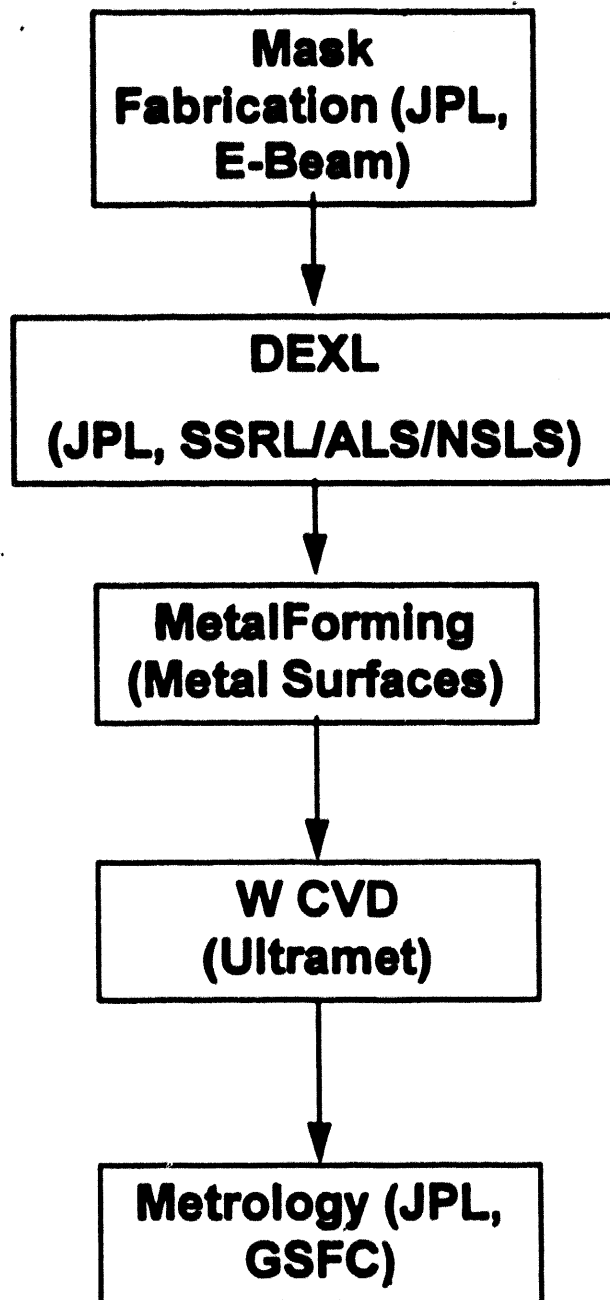 Mask
Fabrication (JPL,
E-Beam)
DEXL
(JPL, SSRL/ALS/NSLS)
MetalForming
(Metal Surfaces)
W CVD
(Ultramet)
Metrology (JPL,
GSFC)